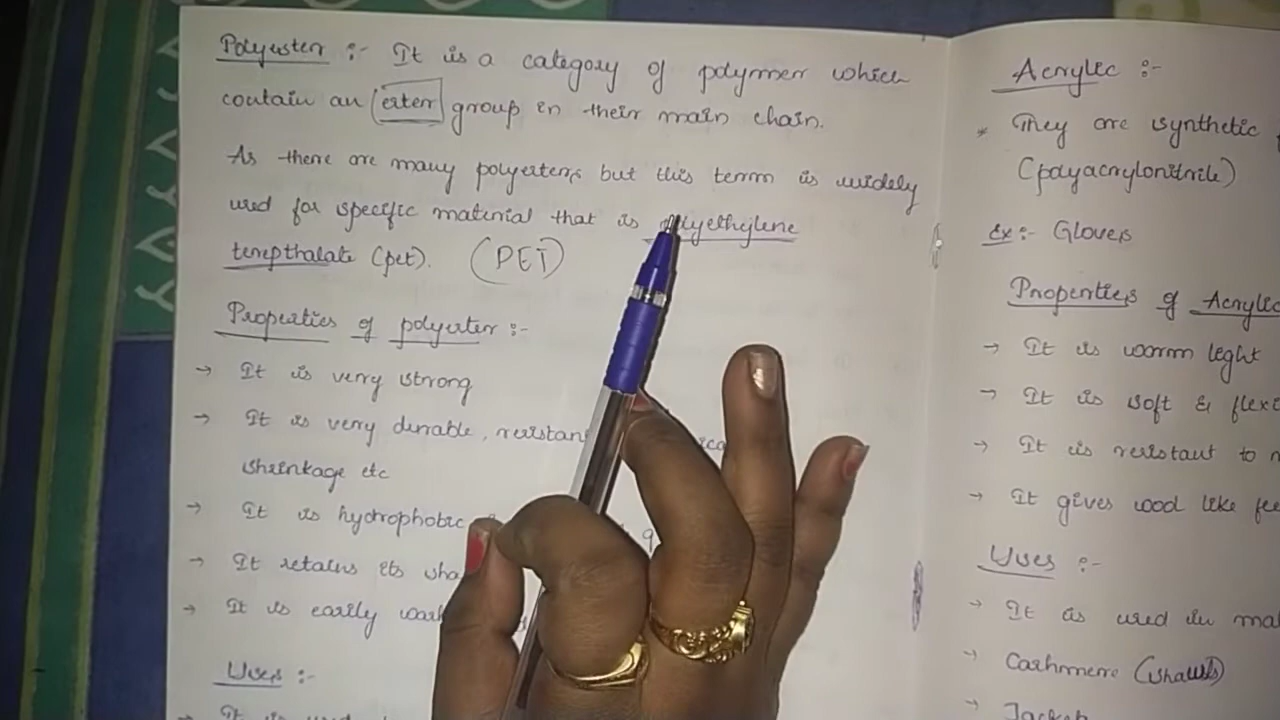 Polyester :- It is a category of polymer which
contain an ester group in their main chain.
As there are many polyesters but this term is widely
used for specific material that is polyethylene
terepthalate (pet). (PET)
Properties of polyester :-
→ It is very strong
→ It is very durable, resistant
shrinkage etc
→ It is hydrophobic
→ It retains its sha
→ It is easily wash
Uses :-
Acrylic :-
* They are synthetic
(polyacrylonitrile)
Ex :- Gloves
Properties of Acrylic
→ It is warm light
→ It is soft & flexi
→ It is resistant to m
→ It gives wool like fee
Uses :-
→ It is used in ma
→ Cashmere (shawls)
→ Jacket